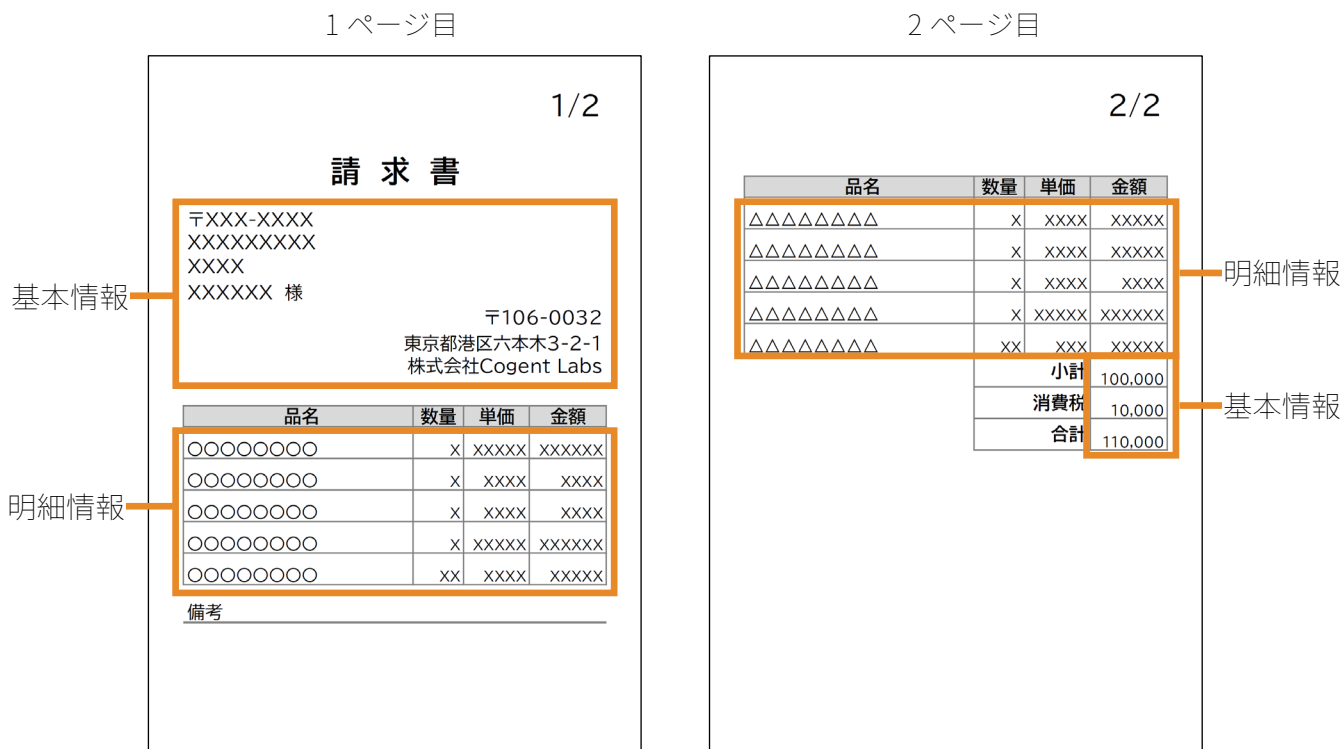 1 ページ目
1/2
請 求 書
基本情報
〒XXX-XXXX
XXXXXXXXX
XXXX
XXXXXX 様
〒106-0032
東京都港区六本木3-2-1
株式会社Cogent Labs
品名 数量 単価 金額
明細情報
○○○○○○○○ X XXXXX XXXXXX
○○○○○○○○ X XXXX XXXX
○○○○○○○○ X XXXX XXXX
○○○○○○○○ X XXXXX XXXXXX
○○○○○○○○ XX XXXX XXXXX
備考
2 ページ目
2/2
品名 数量 単価 金額
△△△△△△△△ X XXXX XXXXX
△△△△△△△△ X XXXX XXXXX
△△△△△△△△ X XXXX XXXX
△△△△△△△△ X XXXXX XXXXXX
△△△△△△△△ XX XXX XXXXX
明細情報
小計 100,000
消費税 10,000
合計 110,000
基本情報